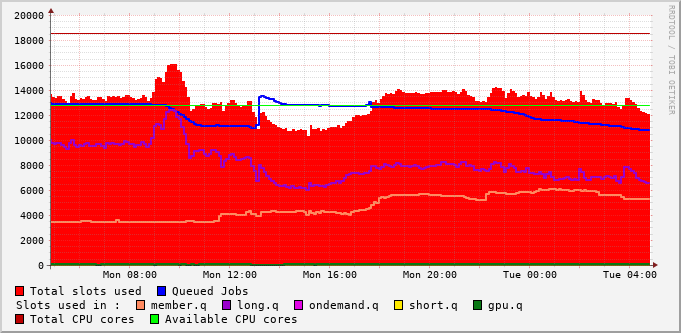 20000
18000
16000
14000
12000
10000
8000
6000
4000
2000
0
Mon 08:00 Mon 12:00 Mon 16:00 Mon 20:00 Tue 00:00 Tue 04:00
RRDTOOL / TOBI OETIKER
Total slots used Queued Jobs
Slots used in : member.q long.q ondemand.q short.q gpu.q
Total CPU cores Available CPU cores